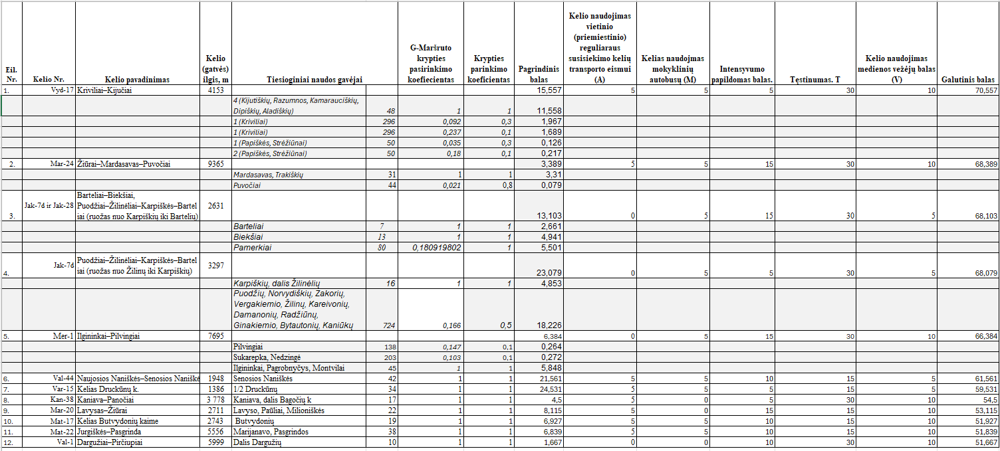 Eil. Nr. Kelio Nr. Kelio pavadinimas Kelio (gatvės) ilgis, m Tiesioginiai naudos gavėjai G-Maršruto krypties pasirinkimo koefiecientas Krypties parinkimo koeficientas Pagrindinis balas Kelio naudojimas vietinio (priemiestinio) reguliaraus susisiekimo kelių transporto eismui (A) Kelias naudojmas mokyklinių autobusų (M) Intensyvumo papildomas balas. Tęstinumas. T Kelio naudojimas medienos vežėjų balas (V) Galutinis balas
1. Vyd-17 Kriviliai–Kijučiai 4153 15,557 5 5 5 30 10 70,557
4 (Kijutiškių, Razumnos, Kamarauciškių,
Dipiškių, Aladiškių) 48 1 1 11,558
1 (Kriviliai) 296 0,092 0,3 1,967
1 (Kriviliai) 296 0,237 0,1 1,689
1 (Papiškės, Strėžiūnai) 50 0,035 0,3 0,126
2 (Papiškės, Strėžiūnai) 50 0,18 0,1 0,217
2. Mar-24 Žiūrai–Mardasavas–Puvočiai 9365 3,389 5 5 15 30 10 68,389
Mardasavas, Trakiškių 31 1 1 3,31
Puvočiai 44 0,021 0,8 0,079
Barteliai–Biekšiai,
Jak-7d ir Jak-28 Puodžiai–Žilinėliai–Karpiškės–Bartel 2631
3. iai (ruožas nuo Karpiškių iki Bartelių) 13,103 0 5 15 30 5 68,103
Barteliai 7 1 1 2,661
Biekšiai 13 1 1 4,941
Pamerkiai 80 0,180919802 1 5,501
Jak-7d Puodžiai–Žilinėliai–Karpiškės–Bartel 3297
4. iai (ruožas nuo Žilinų iki Karpiškių) 23,079 0 5 5 30 5 68,079
Karpiškių, dalis Žilinėlių 16 1 1 4,853
Puodžių, Norvydiškių, Žakorių,
Vergakiemio, Žilinų, Kareivonių,
Damanonių, Radžiūnų,
Ginakiemio, Bytautonių, Kaniūkų 724 0,166 0,5 18,226
5. Mer-1 Ilgininkai–Pilvingiai 7695 6,384 0 5 15 30 10 66,384
Pilvingiai 138 0,147 0,1 0,264
Sukarepka, Nedzingė 203 0,103 0,1 0,272
Ilgininkai, Pagrobnyčys, Montvilai 45 1 1 5,848
6. Val-44 Naujosios Naniškės–Senosios Naniškė 1948 Senosios Naniškės 42 1 1 21,561 5 5 10 15 5 61,561
7. Var-15 Kelias Druckūnų k. 1386 1/2 Druckūnų 34 1 1 24,531 5 5 5 15 5 59,531
8. Kan-38 Kaniava–Panočiai 3 778 Kaniava, dalis Bagočių k 17 1 1 4,5 5 0 5 30 10 54,5
9. Mar-20 Lavysas–Žiūrai 2711 Lavyso, Paūliai, Milioniškės 22 1 1 8,115 5 0 15 15 10 53,115
10. Mat-17 Kelias Butvydonių kaime 2743 Butvydonių 19 1 1 6,927 5 5 10 15 10 51,927
11. Mat-22 Jurgiškės–Pasgrinda 5556 Marijanavo, Pasgrindos 38 1 1 6,839 5 5 10 15 10 51,839
12. Val-1 Dargužiai–Pirčiupiai 5999 Dalis Dargužių 10 1 1 1,667 0 0 10 30 10 51,667